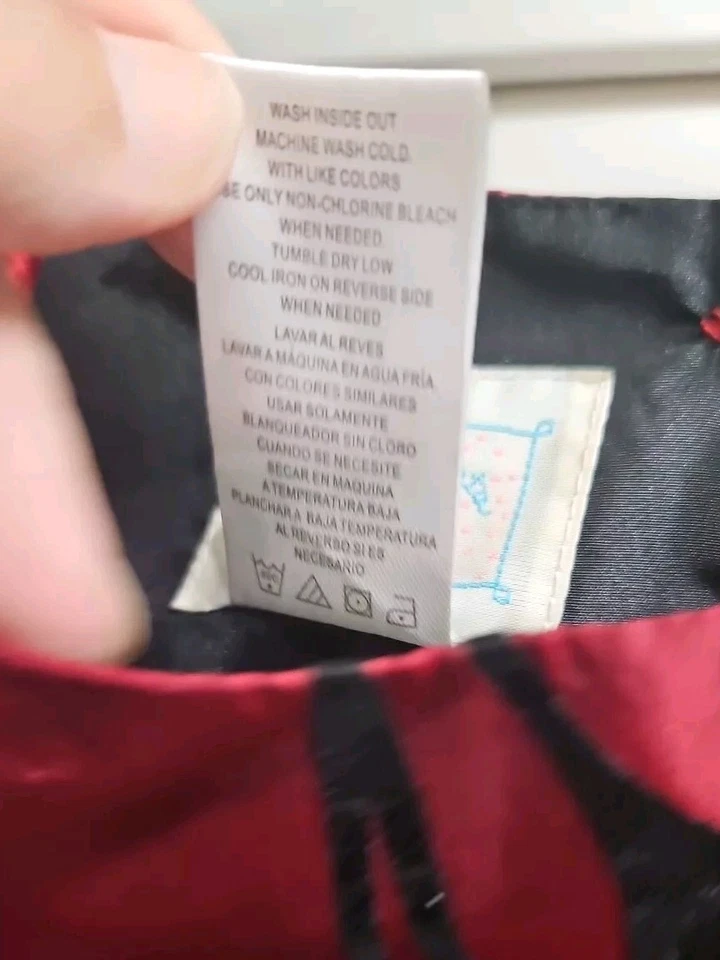 WASH INSIDE OUT
MACHINE WASH COLD.
WITH LIKE COLORS
SE ONLY NON-CHLORINE BLEACH
WHEN NEEDED
TUMBLE DRY LOW
COOL IRON ON REVERSE SIDE
WHEN NEEDED
LAVAR AL REVES
LAVAR A MÁQUINA EN AGUA FRÍA
CON COLORES SIMILARES
USAR SOLAMENTE
BLANQUEADOR SIN CLORO
CUANDO SE NECESITE
SECAR EN MAQUINA
A TEMPERATURA BAJA
PLANCHAR A BAJA TEMPERATURA
AL REVERSO SI ES
NECESARIO